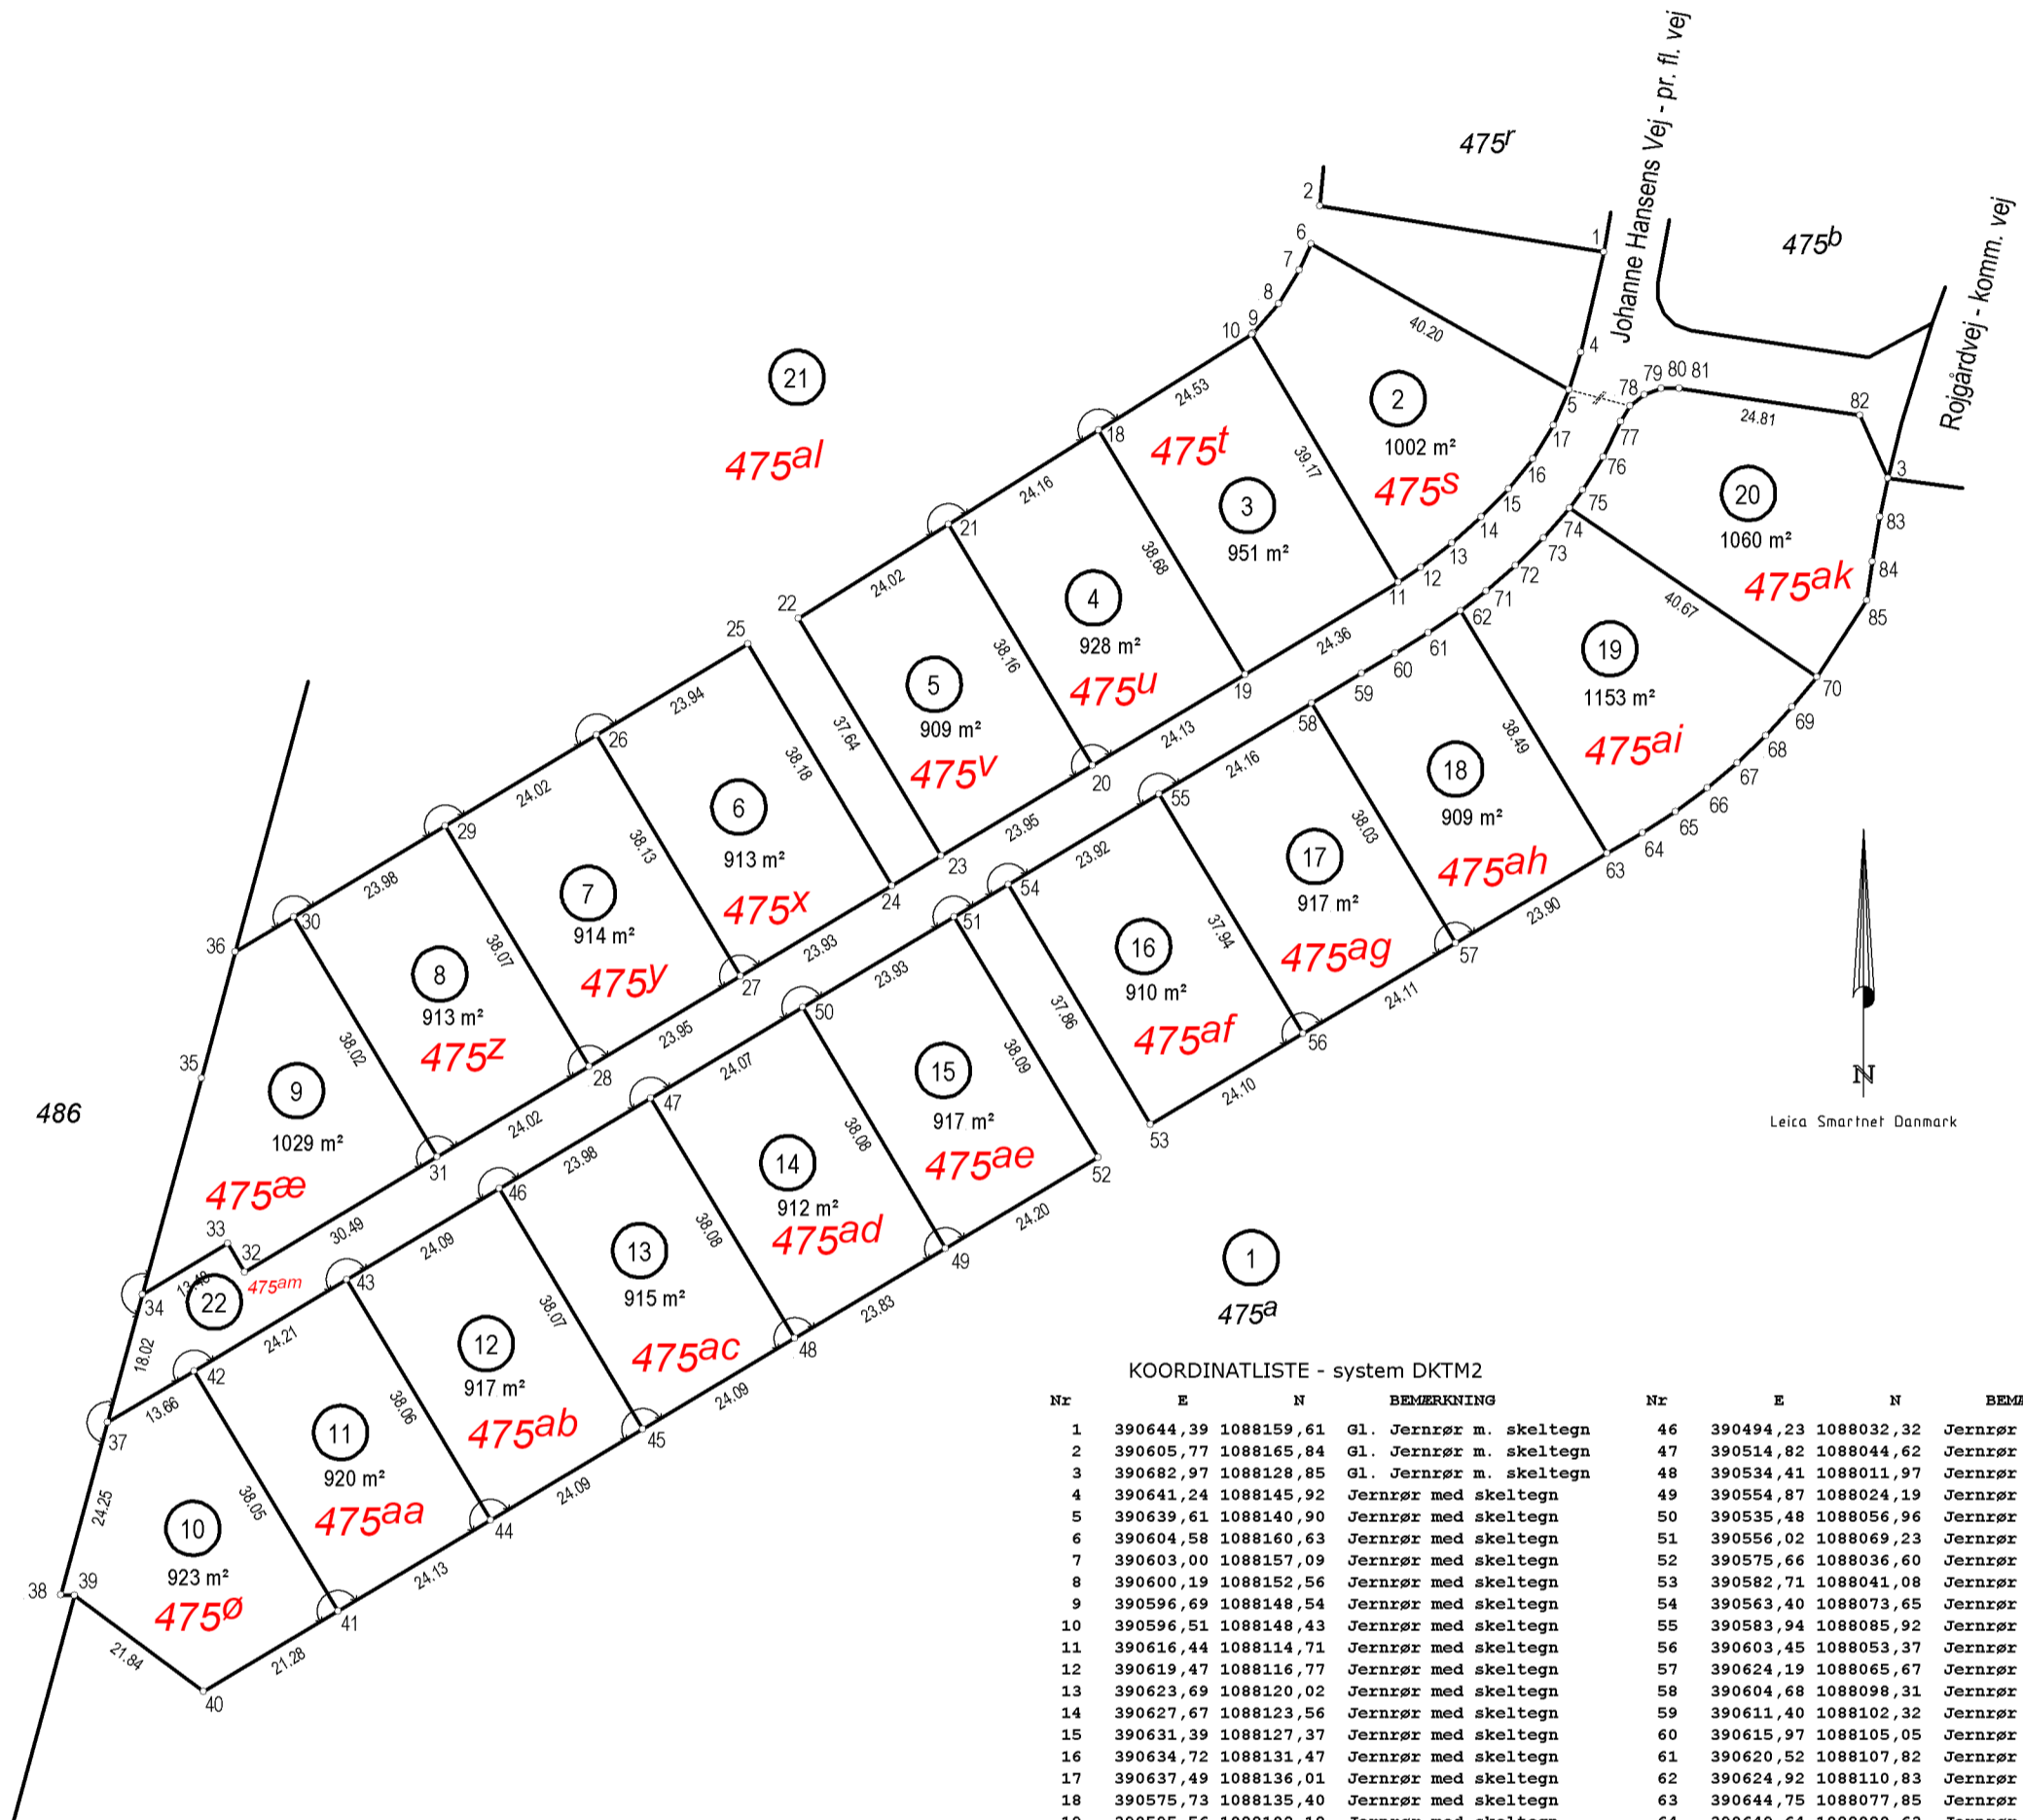 475r
Johanne Hansens Vej - pr. fl. vej
475b
Rojgårdvej - komm. vej
2
1
6
7
8
9
10
4
5
40.20
78
79
80
81
82
24.81
3
77
17
76
16
75
15
74
14
73
13
72
12
71
11
62
83
84
85
70
40.67
20
1060 m²
475ak
2
1002 m²
475s
39.17
24.53
18
475t
3
951 m²
38.68
24.36
19
21
475al
24.16
21
4
928 m²
475u
38.16
24.13
20
24.02
22
5
909 m²
475v
37.64
23.95
23
25
23.94
38.18
24
26
6
913 m²
475x
38.13
23.93
27
24.02
29
7
914 m²
475y
38.07
23.95
28
23.98
30
8
913 m²
475z
38.02
24.02
31
36
35
486
9
1029 m²
475æ
33
32
30.49
13.48
34
22
475am
18.02
61
60
59
58
19
1153 m²
475ai
38.49
69
68
67
66
65
64
63
18
909 m²
475ah
38.03
23.90
57
24.16
55
17
917 m²
475ag
37.94
24.11
56
23.92
54
16
910 m²
475af
37.86
24.10
53
51
23.93
50
15
917 m²
475ae
38.09
52
24.20
49
24.07
47
14
912 m²
475ad
38.08
23.83
48
23.98
46
13
915 m²
475ac
38.08
38.07
24.09
45
24.09
43
12
917 m²
475ab
38.06
24.09
44
24.21
42
11
920 m²
475aa
38.05
24.13
41
13.66
37
24.25
10
923 m²
475ø
38
39
21.84
21.28
40
N
Leica Smartnet Danmark
1
475a
KOORDINATLISTE - system DKTM2
Nr E N BEMÆRKNING Nr E N
1 390644,39 1088159,61 Gl. Jernrør m. skeltegn 46 390494,23 1088032,32 Jernrør
2 390605,77 1088165,84 Gl. Jernrør m. skeltegn 47 390514,82 1088044,62 Jernrør
3 390682,97 1088128,85 Gl. Jernrør m. skeltegn 48 390534,41 1088011,97 Jernrør
4 390641,24 1088145,92 Jernrør med skeltegn 49 390554,87 1088024,19 Jernrør
5 390639,61 1088140,90 Jernrør med skeltegn 50 390535,48 1088056,96 Jernrør
6 390604,58 1088160,63 Jernrør med skeltegn 51 390556,02 1088069,23 Jernrør
7 390603,00 1088157,09 Jernrør med skeltegn 52 390575,66 1088036,60 Jernrør
8 390600,19 1088152,56 Jernrør med skeltegn 53 390582,71 1088041,08 Jernrør
9 390596,69 1088148,54 Jernrør med skeltegn 54 390563,40 1088073,65 Jernrør
10 390596,51 1088148,43 Jernrør med skeltegn 55 390583,94 1088085,92 Jernrør
11 390616,44 1088114,71 Jernrør med skeltegn 56 390603,45 1088053,37 Jernrør
12 390619,47 1088116,77 Jernrør med skeltegn 57 390624,19 1088065,67 Jernrør
13 390623,69 1088120,02 Jernrør med skeltegn 58 390604,68 1088098,31 Jernrør
14 390627,67 1088123,56 Jernrør med skeltegn 59 390611,40 1088102,32 Jernrør
15 390631,39 1088127,37 Jernrør med skeltegn 60 390615,97 1088105,05 Jernrør
16 390634,72 1088131,47 Jernrør med skeltegn 61 390620,52 1088107,82 Jernrør
17 390637,49 1088136,01 Jernrør med skeltegn 62 390624,92 1088110,83 Jernrør
18 390575,73 1088135,40 Jernrør med skeltegn 63 390644,75 1088077,85 Jernrør